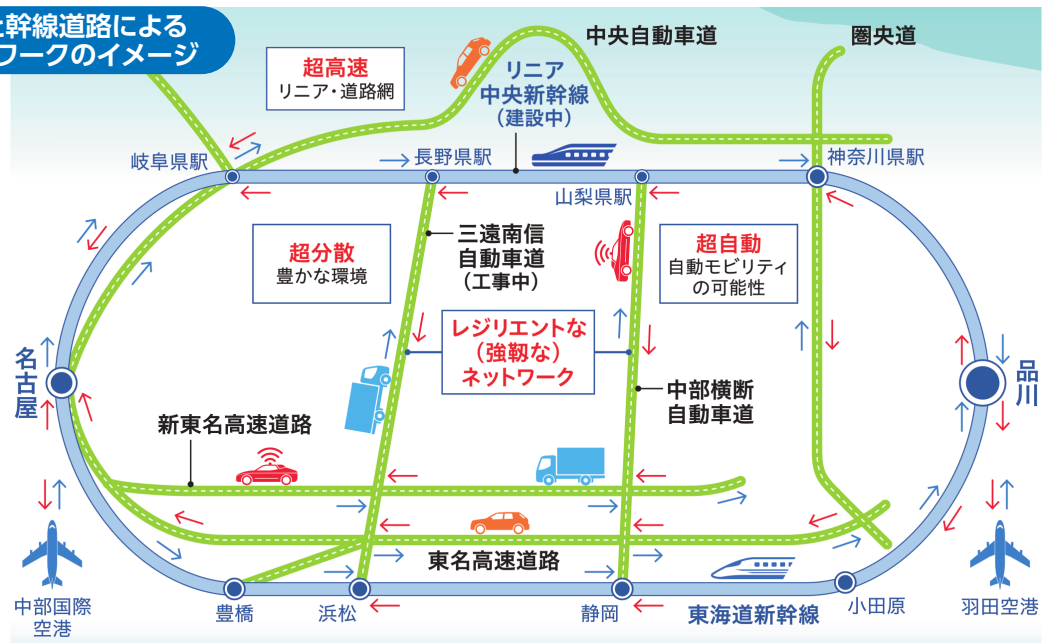 と幹線道路による
ワークのイメージ
中央自動車道
圏央道
超高速
リニア・道路網
リニア
中央新幹線
(建設中)
岐阜県駅
長野県駅
山梨県駅
神奈川県駅
超分散
豊かな環境
三遠南信
自動車道
(工事中)
超自動
自動モビリティ
の可能性
レジリエントな
(強靱な)
ネットワーク
名古屋
品川
中部横断
自動車道
新東名高速道路
東名高速道路
中部国際
空港
豊橋
浜松
静岡
東海道新幹線
小田原
羽田空港